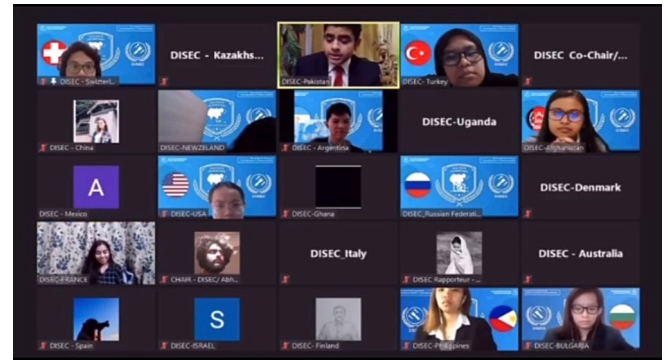 DISEC - Switzerl...
DISEC - Kazakhs...
DISEC-Pakistan
DISEC - Turkey
DISEC Co-Chair/...
DISEC - China
DISEC-NEWZELAND
DISEC - Argentina
DISEC-Uganda
DISEC-Afghanistan
A
DISEC - Mexico
DISEC-USA
DISEC-Ghana
DISEC_Russian Federati...
DISEC-Denmark
DISEC-FRANCE
CHAIR - DISEC/ Abh...
DISEC_Italy
DISEC Rapporteur - ...
DISEC - Australia
DISEC - Spain
S
DISEC-ISRAEL
DISEC- Finland
DISEC-Philippines
DISEC-BULGARIA